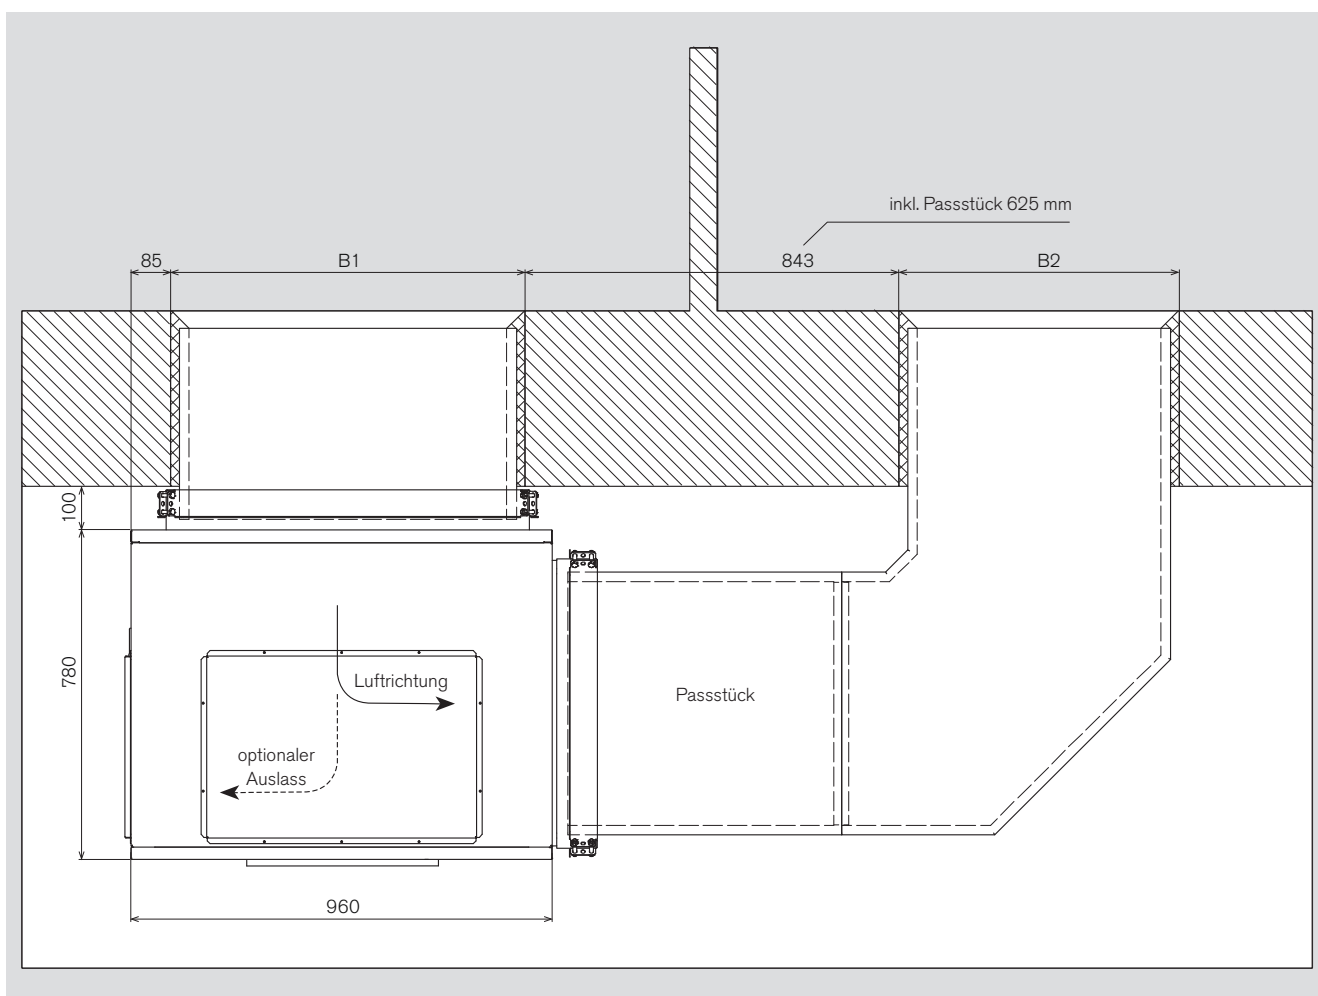 inkl. Passstück 625 mm
85
B1
843
B2
100
780
Luftrichtung
Passstück
optionaler
Auslass
960